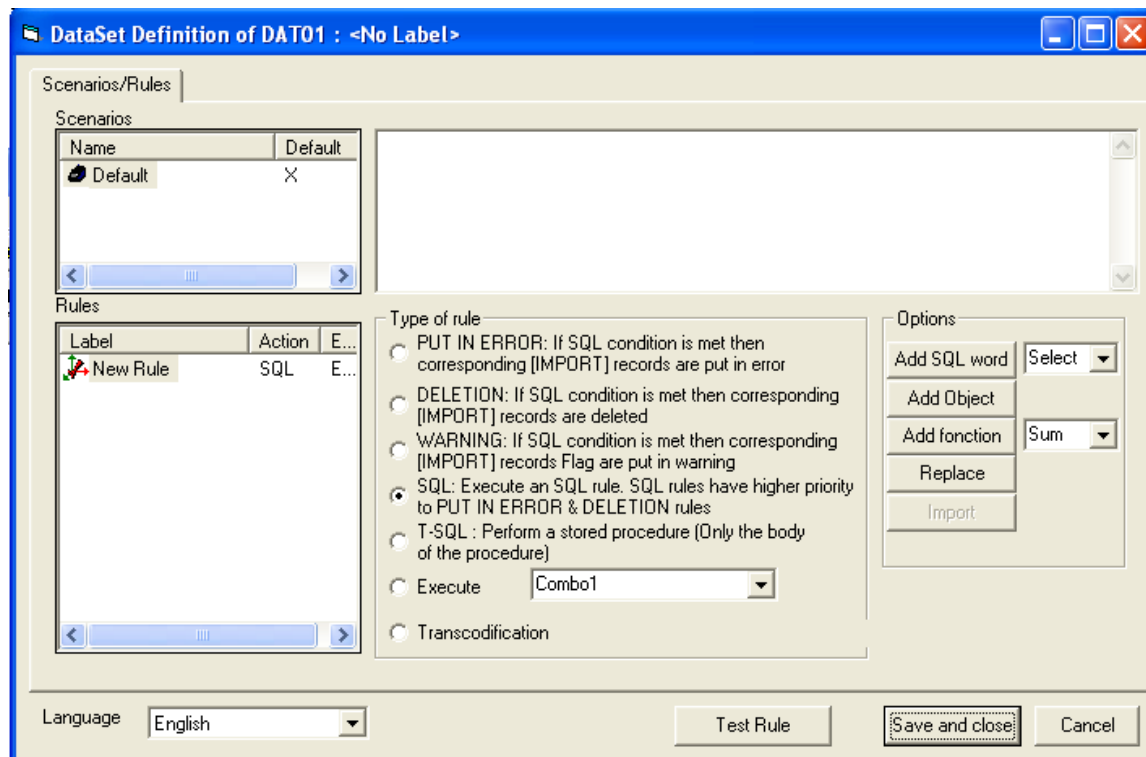 DataSet Definition of DAT01 : <No Label>
Scenarios/Rules
Scenarios
Name Default
Default X
Rules
Label Action E...
New Rule SQL E...
Type of rule
PUT IN ERROR: If SQL condition is met then
corresponding [IMPORT] records are put in error
DELETION: If SQL condition is met then corresponding
[IMPORT] records are deleted
WARNING: If SQL condition is met then corresponding
[IMPORT] records Flag are put in warning
SQL: Execute an SQL rule. SQL rules have higher priority
to PUT IN ERROR & DELETION rules
T-SQL : Perform a stored procedure (Only the body
of the procedure)
Execute Combo1
Transcodification
Options
Add SQL word Select
Add Object
Add fonction Sum
Replace
Import
Language English
Test Rule
Save and close
Cancel